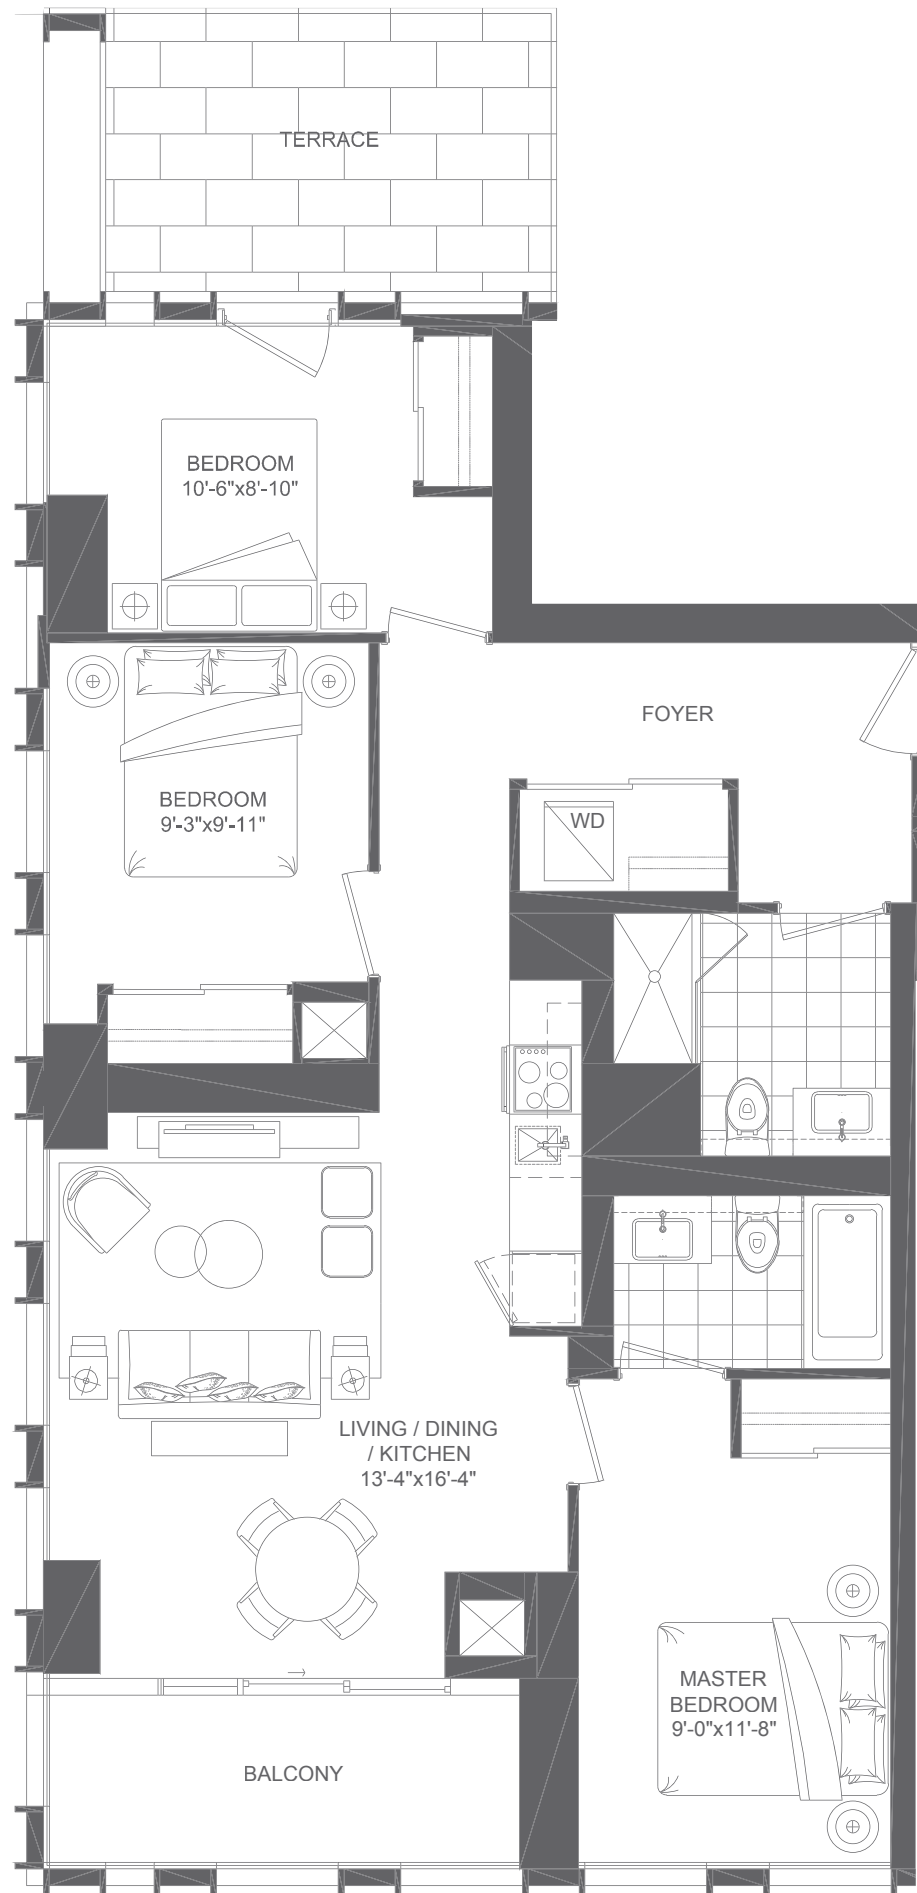 TERRACE
BEDROOM
10'-6"x8'-10"
FOYER
BEDROOM
9'-3"x9'-11"
WD
LIVING / DINING
/ KITCHEN
13'-4"x16'-4"
MASTER
BEDROOM
9'-0"x11'-8"
BALCONY